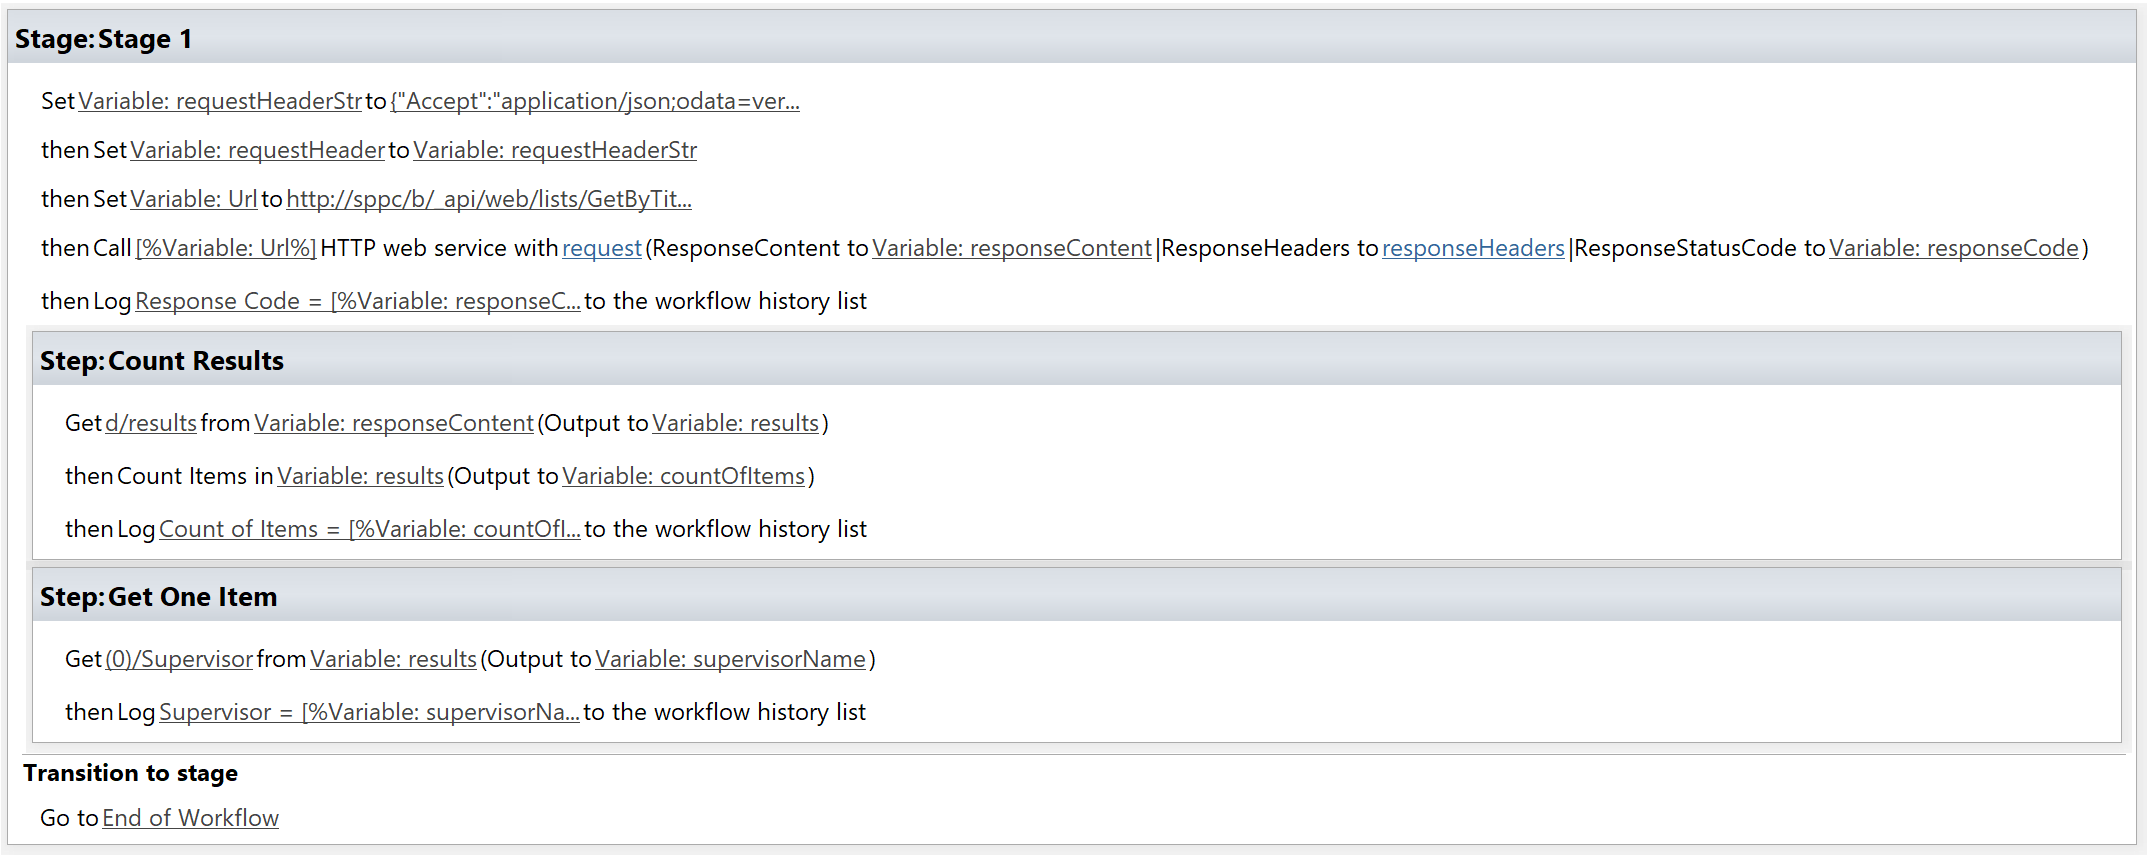 Stage: Stage 1
Set Variable: requestHeaderStr to {"Accept":"application/json;odata=ver...
then Set Variable: requestHeader to Variable: requestHeaderStr
then Set Variable: Url to http://sppc/b/_api/web/lists/GetByTit...
then Call [%Variable: Url%] HTTP web service with request (ResponseContent to Variable: responseContent |ResponseHeaders to responseHeaders |ResponseStatusCode to Variable: responseCode )
then Log Response Code = [%Variable: responseC... to the workflow history list
Step: Count Results
Get d/results from Variable: responseContent (Output to Variable: results )
then Count Items in Variable: results (Output to Variable: countOfItems )
then Log Count of Items = [%Variable: countOfI... to the workflow history list
Step: Get One Item
Get (0)/Supervisor from Variable: results (Output to Variable: supervisorName )
then Log Supervisor = [%Variable: supervisorNa... to the workflow history list
Transition to stage
Go to End of Workflow